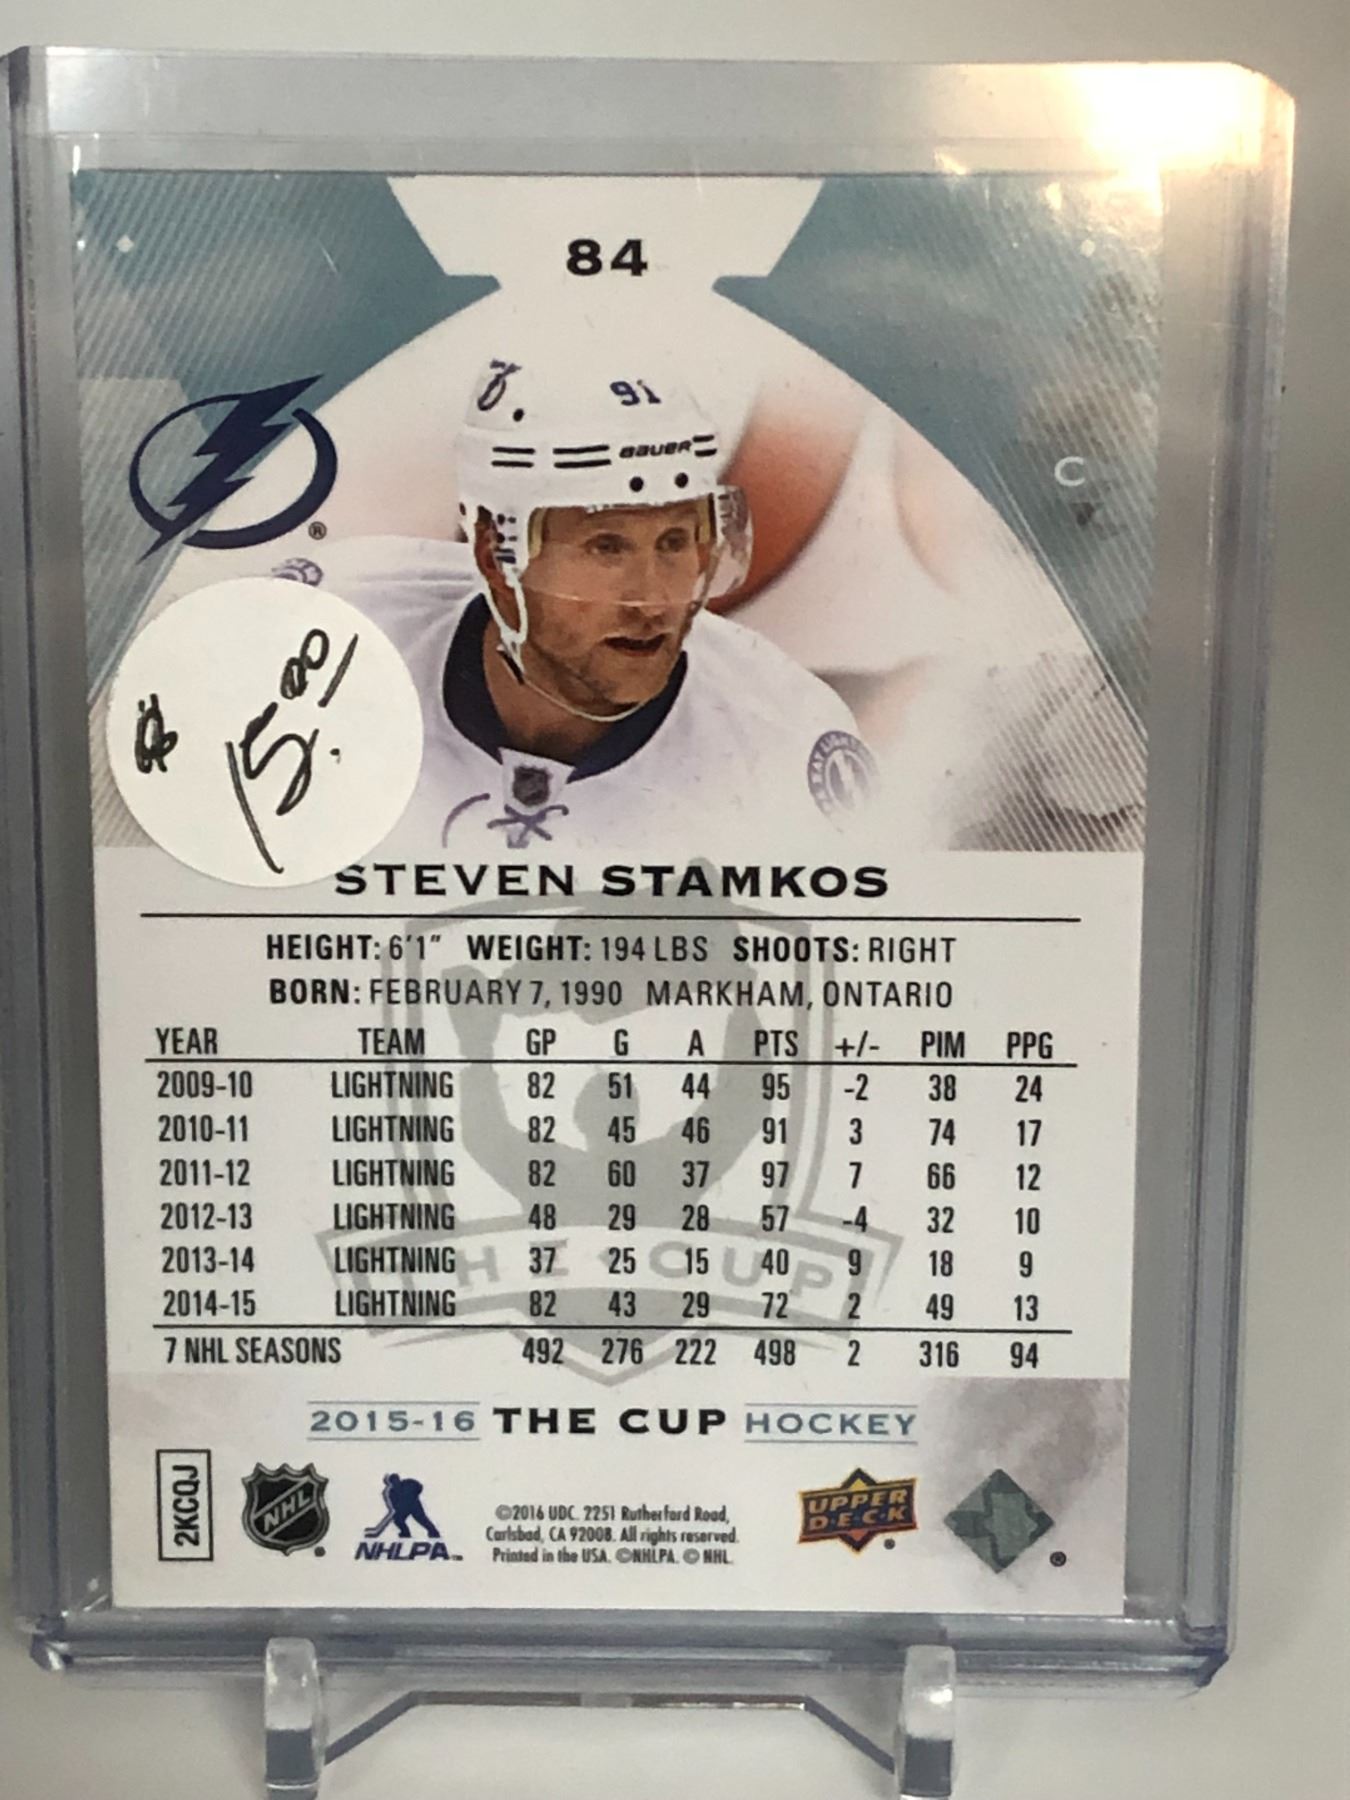 84
91
BAUER
C
$ 15.00
STEVEN STAMKOS
HEIGHT: 6'1" WEIGHT: 194 LBS SHOOTS: RIGHT
BORN: FEBRUARY 7, 1990 MARKHAM, ONTARIO
YEAR TEAM GP G A PTS +/- PIM PPG
2009-10 LIGHTNING 82 51 44 95 -2 38 24
2010-11 LIGHTNING 82 45 46 91 3 74 17
2011-12 LIGHTNING 82 60 37 97 7 66 12
2012-13 LIGHTNING 48 29 28 57 -4 32 10
2013-14 LIGHTNING 37 25 15 40 9 18 9
2014-15 LIGHTNING 82 43 29 72 2 49 13
THE CUP
7 NHL SEASONS 492 276 222 498 2 316 94
2015-16 THE CUP HOCKEY
2KCQJ
NHL
NHLPA
©2016 UDC. 2251 Rutherford Road,
Carlsbad, CA 92008. All rights reserved.
Printed in the USA. ©NHLPA. © NHL.
UPPER
D·E·C·K